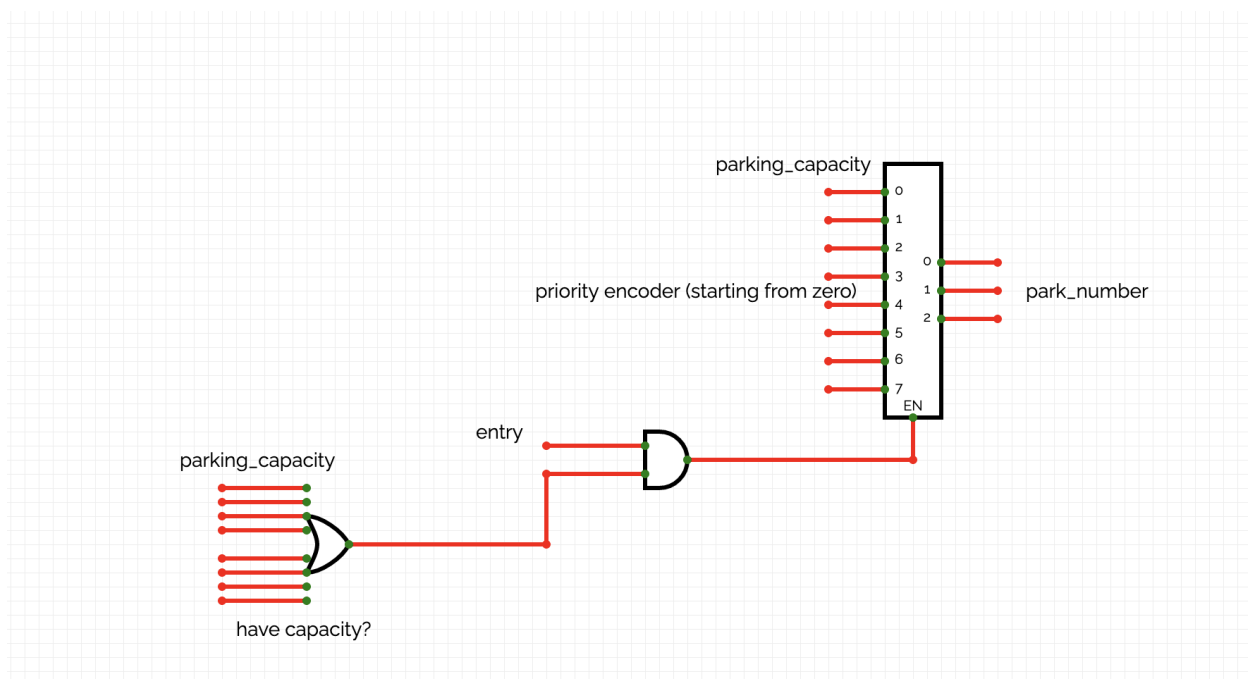 parking_capacity
0
1
2
3
4
5
6
7
EN
0
1
2
priority encoder (starting from zero)
park_number
entry
parking_capacity
have capacity?